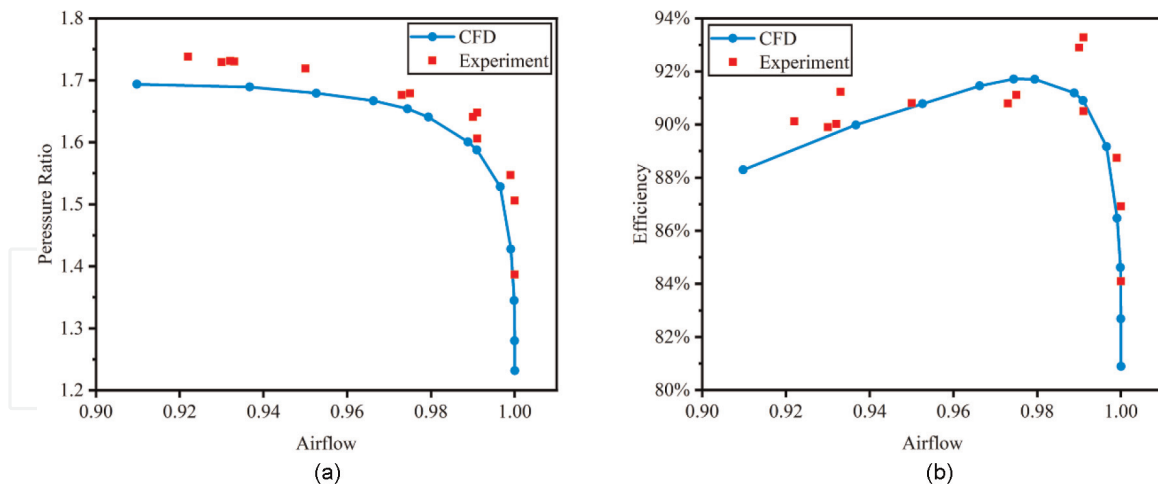 1.8
1.7
1.6
1.5
1.4
1.3
1.2
Peressure Ratio
CFD
Experiment
0.90 0.92 0.94 0.96 0.98 1.00
Airflow
(a)
94%
92%
90%
88%
86%
84%
82%
80%
Efficiency
CFD
Experiment
0.90 0.92 0.94 0.96 0.98 1.00
Airflow
(b)